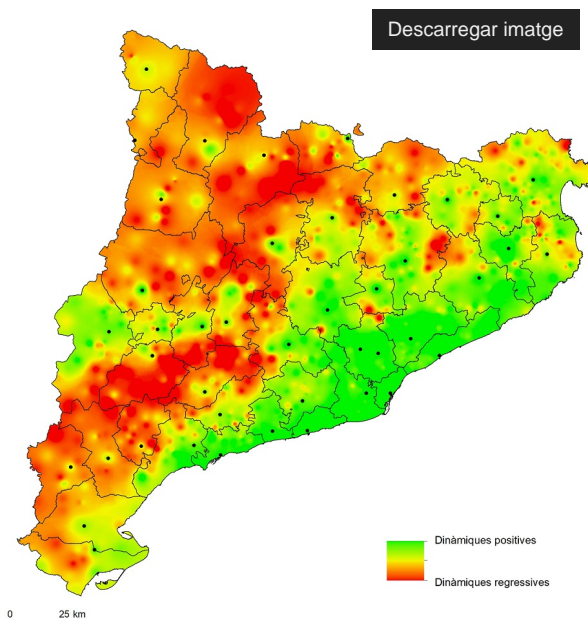 Descarregar imatge
Dinàmiques positives
Dinàmiques regressives
0 25 km